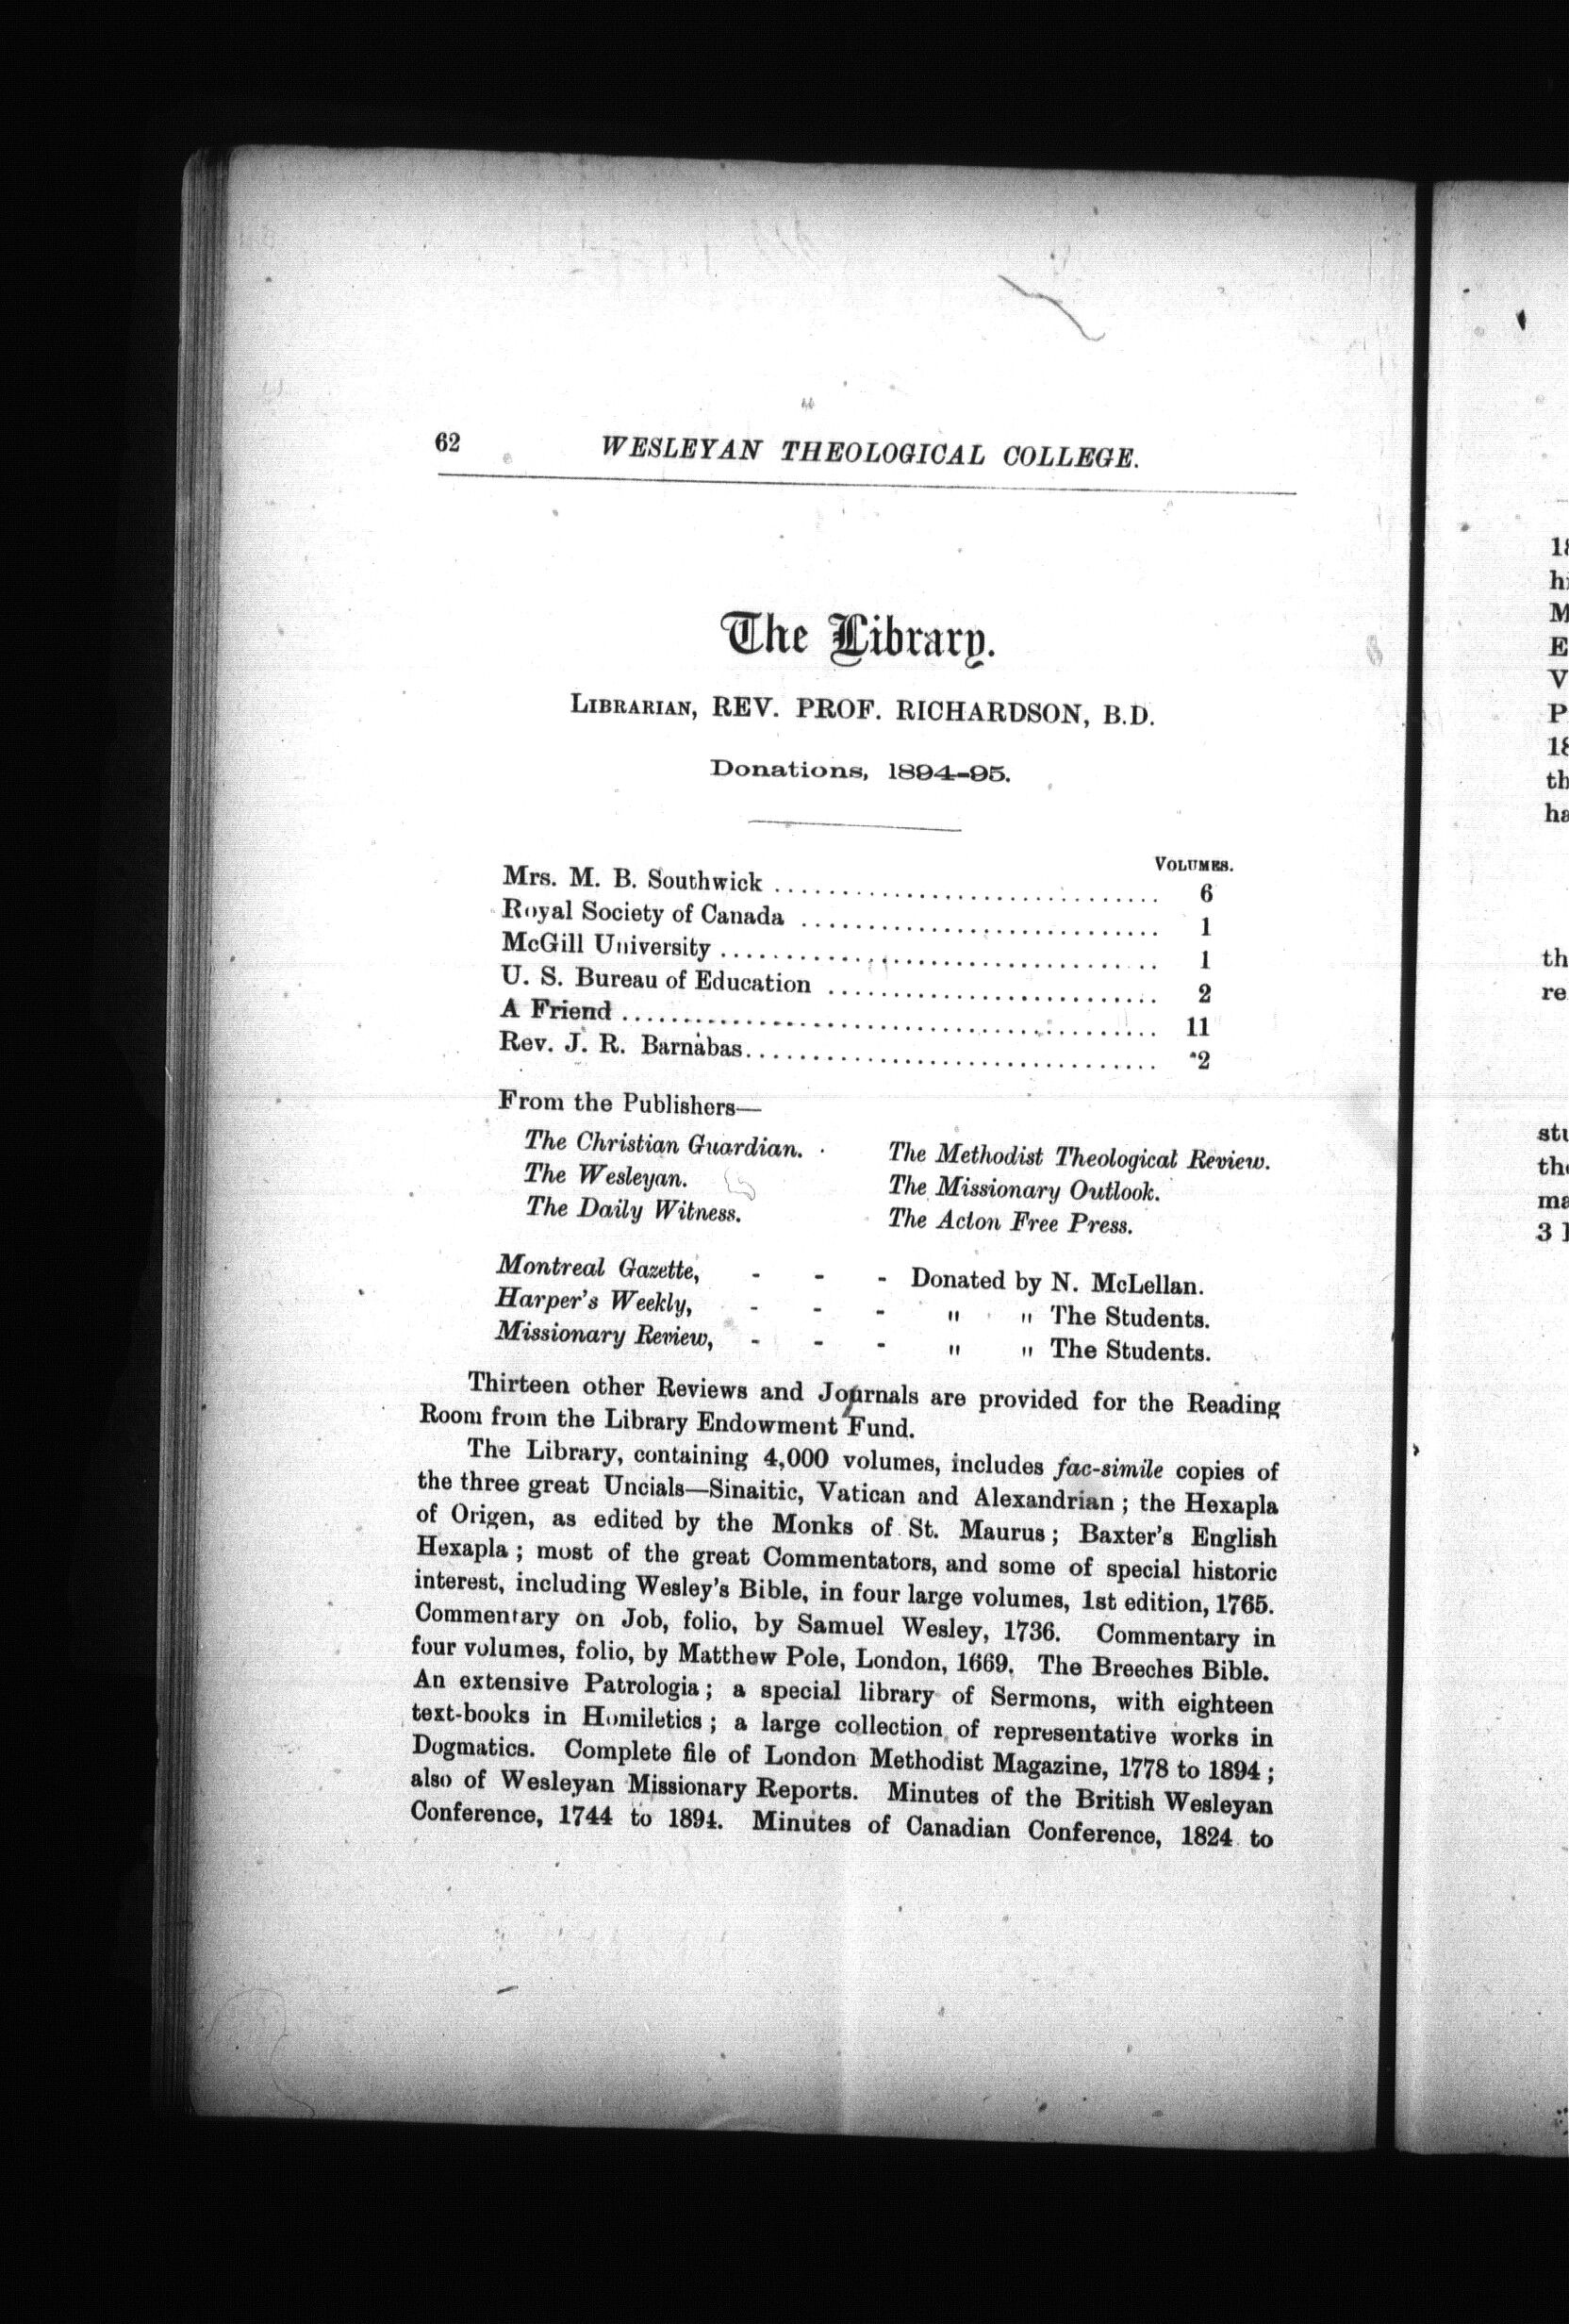 62 WESLEYAN THEOLOGICAL COLLEGE.
The Library.
LIBRARIAN, REV. PROF. RICHARDSON, B.D.
Donations, 1894-95.
VOLUMES.
Mrs. M. B. Southwick ................................ 6
Royal Society of Canada ............................ 1
McGill University .................................. 1
U. S. Bureau of Education .......................... 2
A Friend .......................................... 11
Rev. J. R. Barnabas................................ 2
From the Publishers—
The Christian Guardian. The Methodist Theological Review.
The Wesleyan. The Missionary Outlook.
The Daily Witness. The Acton Free Press.
Montreal Gazette, - - - Donated by N. McLellan.
Harper's Weekly, - - - " " The Students.
Missionary Review, - - - " " The Students.
Thirteen other Reviews and Journals are provided for the Reading
Room from the Library Endowment Fund.
The Library, containing 4,000 volumes, includes fac-simile copies of
the three great Uncials—Sinaitic, Vatican and Alexandrian ; the Hexapla
of Origen, as edited by the Monks of St. Maurus ; Baxter's English
Hexapla ; most of the great Commentators, and some of special historic
interest, including Wesley's Bible, in four large volumes, 1st edition, 1765.
Commentary on Job, folio, by Samuel Wesley, 1736. Commentary in
four volumes, folio, by Matthew Pole, London, 1669. The Breeches Bible.
An extensive Patrologia ; a special library of Sermons, with eighteen
text-books in Homiletics ; a large collection of representative works in
Dogmatics. Complete file of London Methodist Magazine, 1778 to 1894 ;
also of Wesleyan Missionary Reports. Minutes of the British Wesleyan
Conference, 1744 to 1894. Minutes of Canadian Conference, 1824 to